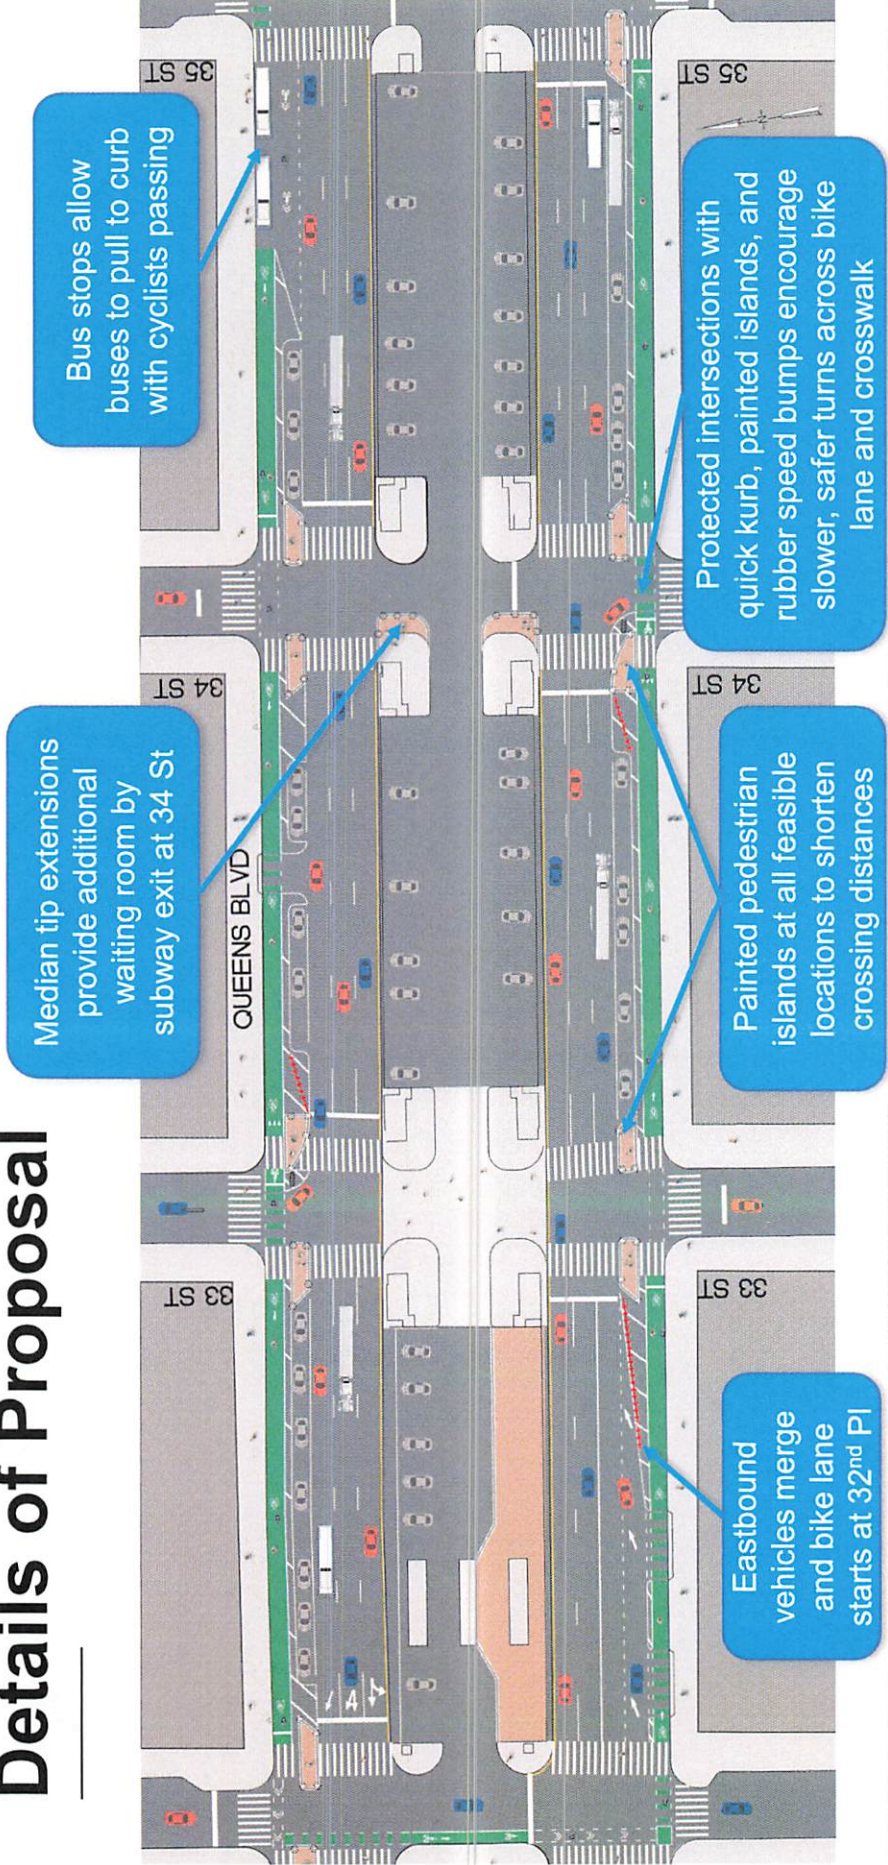 Details of Proposal
Median tip extensions
provide additional
waiting room by
subway exit at 34 St
Bus stops allow
buses to pull to curb
with cyclists passing
QUEENS BLVD
33 ST
34 ST
35 ST
33 ST
34 ST
35 ST
Eastbound
vehicles merge
and bike lane
starts at 32nd Pl
Painted pedestrian
islands at all feasible
locations to shorten
crossing distances
Protected intersections with
quick kurb, painted islands, and
rubber speed bumps encourage
slower, safer turns across bike
lane and crosswalk